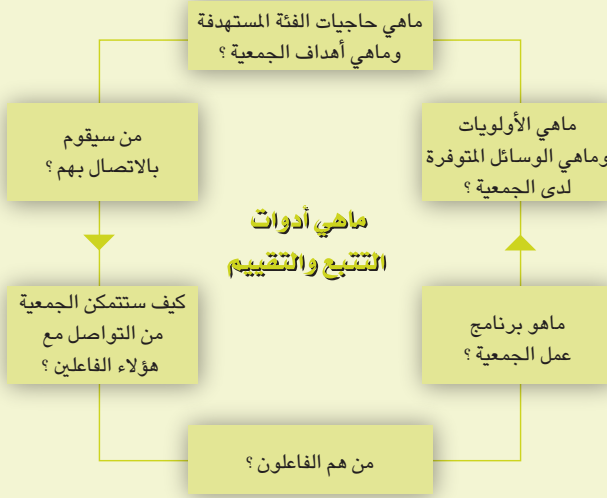 ماهي حاجيات الفئة المستهدفة
وماهي أهداف الجمعية ؟
ماهي الأولويات
وماهي الوسائل المتوفرة
لدى الجمعية ؟
من سيقوم
بالاتصال بهم ؟
ماهي أدوات
التتبع والتقييم
ماهو برنامج
عمل الجمعية ؟
كيف ستتمكن الجمعية
من التواصل مع
هؤلاء الفاعلين ؟
من هم الفاعلون ؟